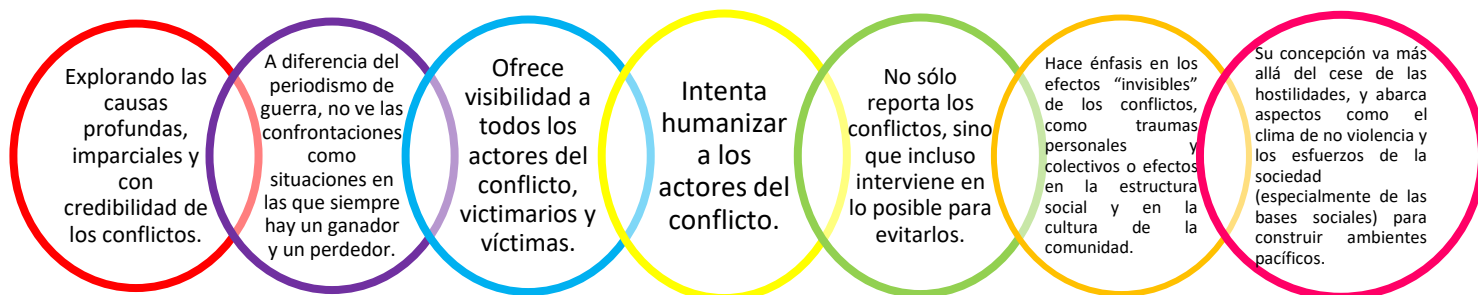 Explorando las
causas
profundas,
imparciales y
con
credibilidad de
los conflictos.
A diferencia del
periodismo de
guerra, no ve las
confrontaciones
como
situaciones en
las que siempre
hay un ganador
y un perdedor.
Ofrece
visibilidad a
todos los
actores del
conflicto,
victimarios y
víctimas.
Intenta
humanizar
a los
actores del
conflicto.
No sólo
reporta los
conflictos, sino
que incluso
interviene en
lo posible para
evitarlos.
Hace énfasis en los
efectos “invisibles”
de los conflictos,
como traumas
personales y
colectivos o efectos
en la estructura
social y en la
cultura de la
comunidad.
Su concepción va más
allá del cese de las
hostilidades, y abarca
aspectos como el
clima de no violencia y
los esfuerzos de la
sociedad
(especialmente de las
bases sociales) para
construir ambientes
pacíficos.